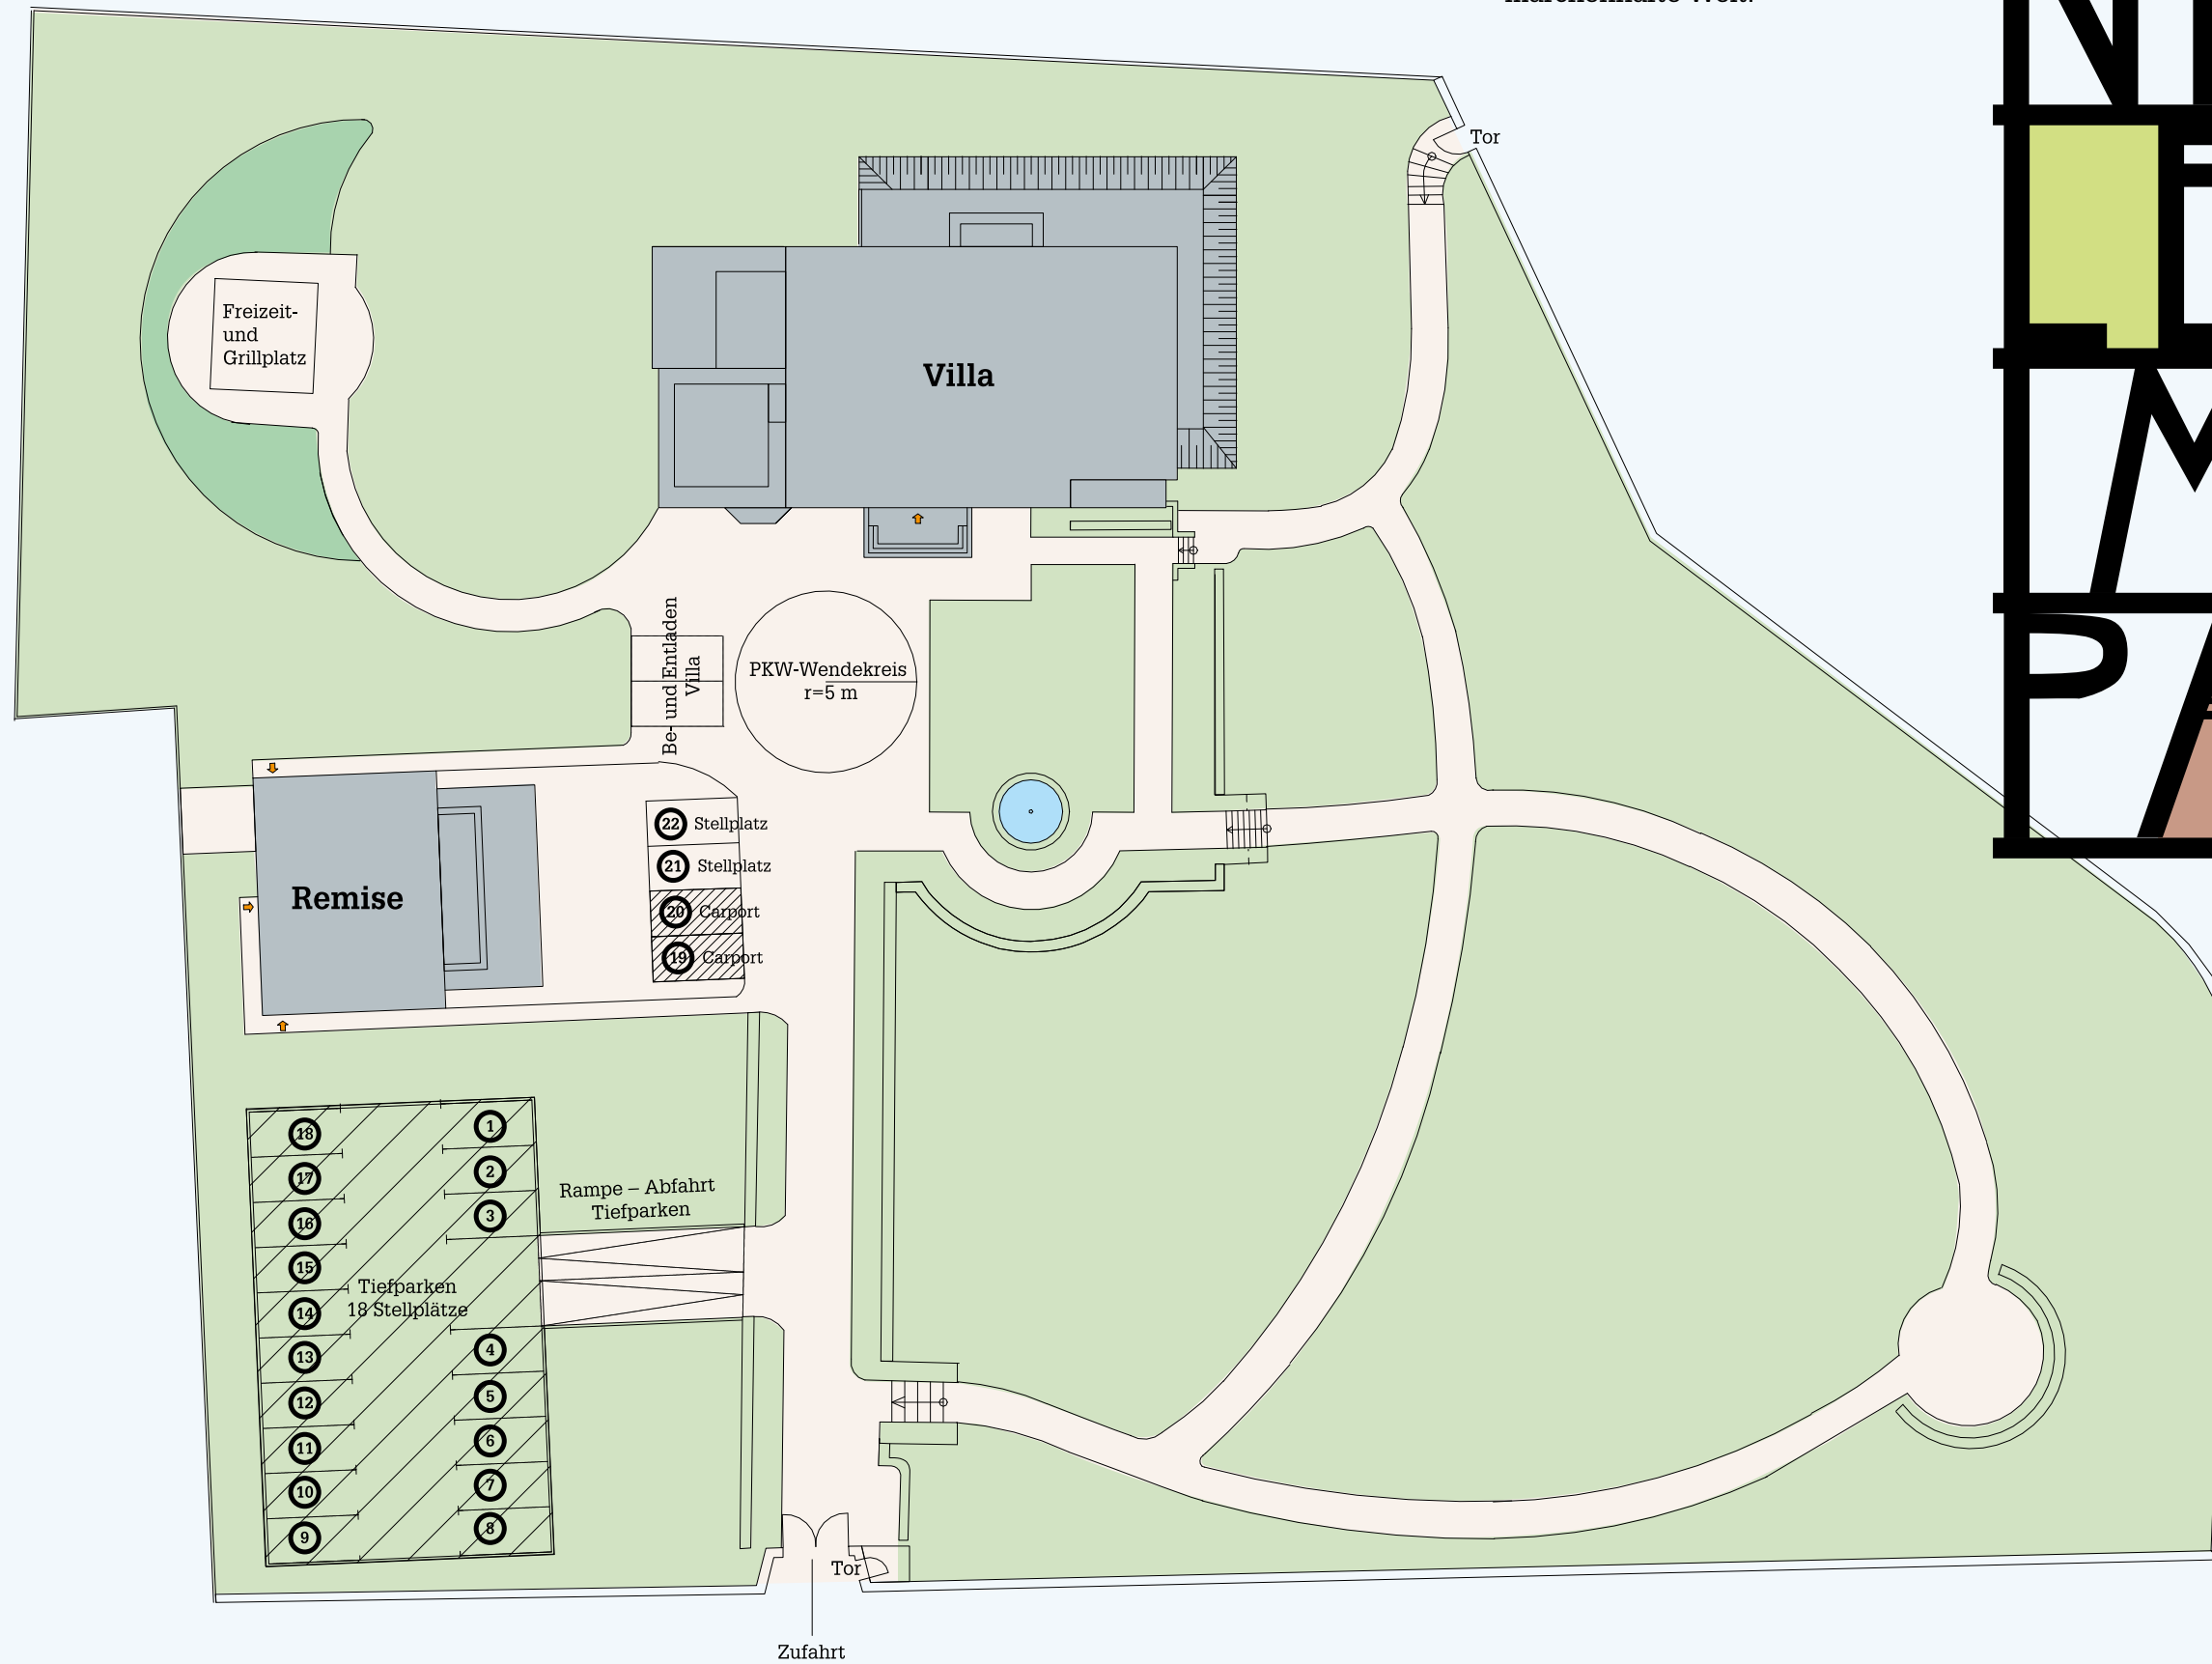 Tor
Freizeit-
und
Grillplatz
Villa
Be- und Entladen
Villa
PKW-Wendekreis
r=5 m
22 Stellplatz
21 Stellplatz
20 Carport
19 Carport
Remise
18
17
16
15
14
13
12
11
10
9
1
2
3
4
5
6
7
8
Rampe – Abfahrt
Tiefparken
Tiefparken
18 Stellplätze
Tor
Zufahrt